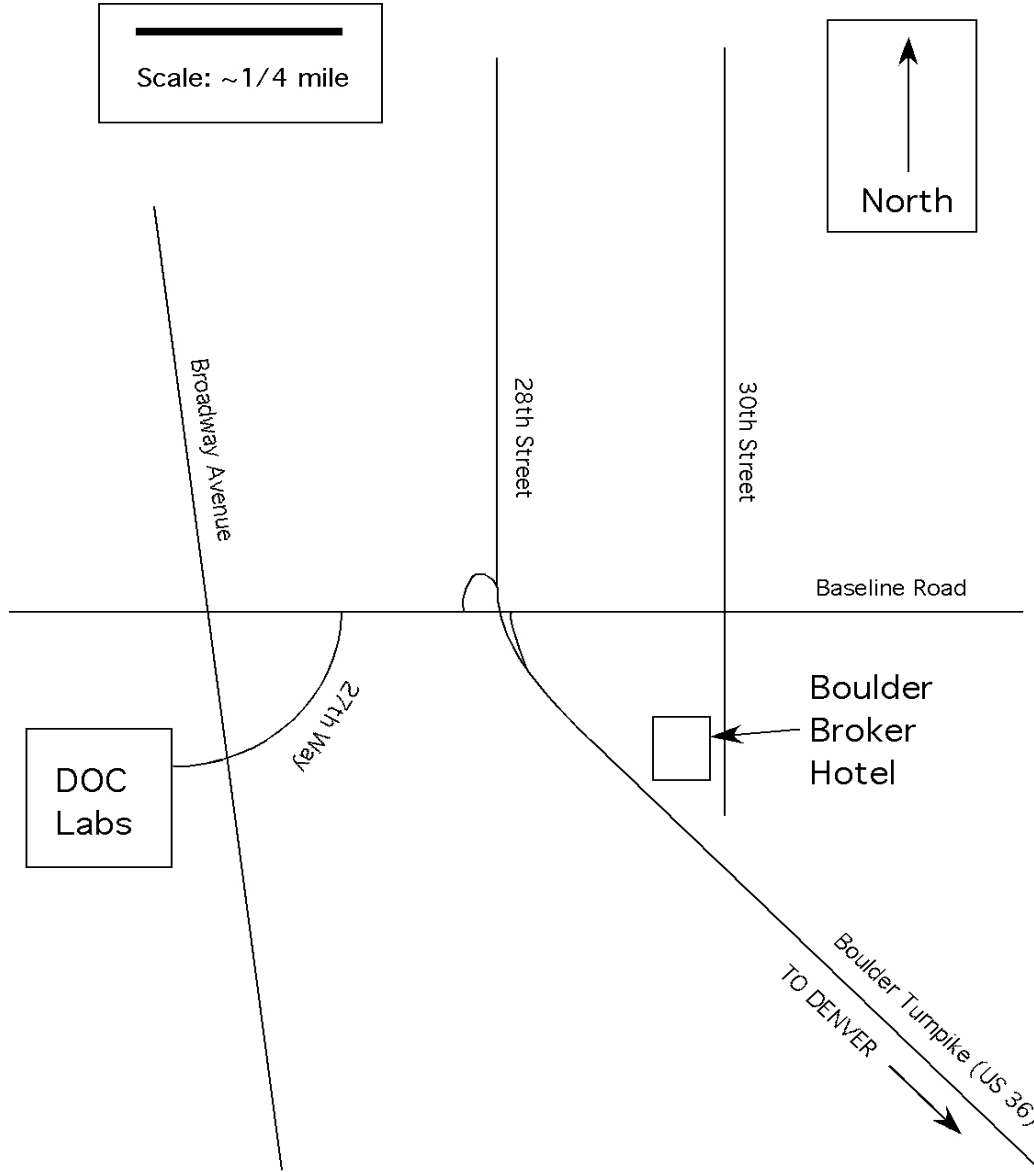 Scale: ~1/4 mile
North
Broadway Avenue
28th Street
30th Street
Baseline Road
27th Way
DOC
Labs
Boulder
Broker
Hotel
Boulder Turnpike (US 36)
TO DENVER